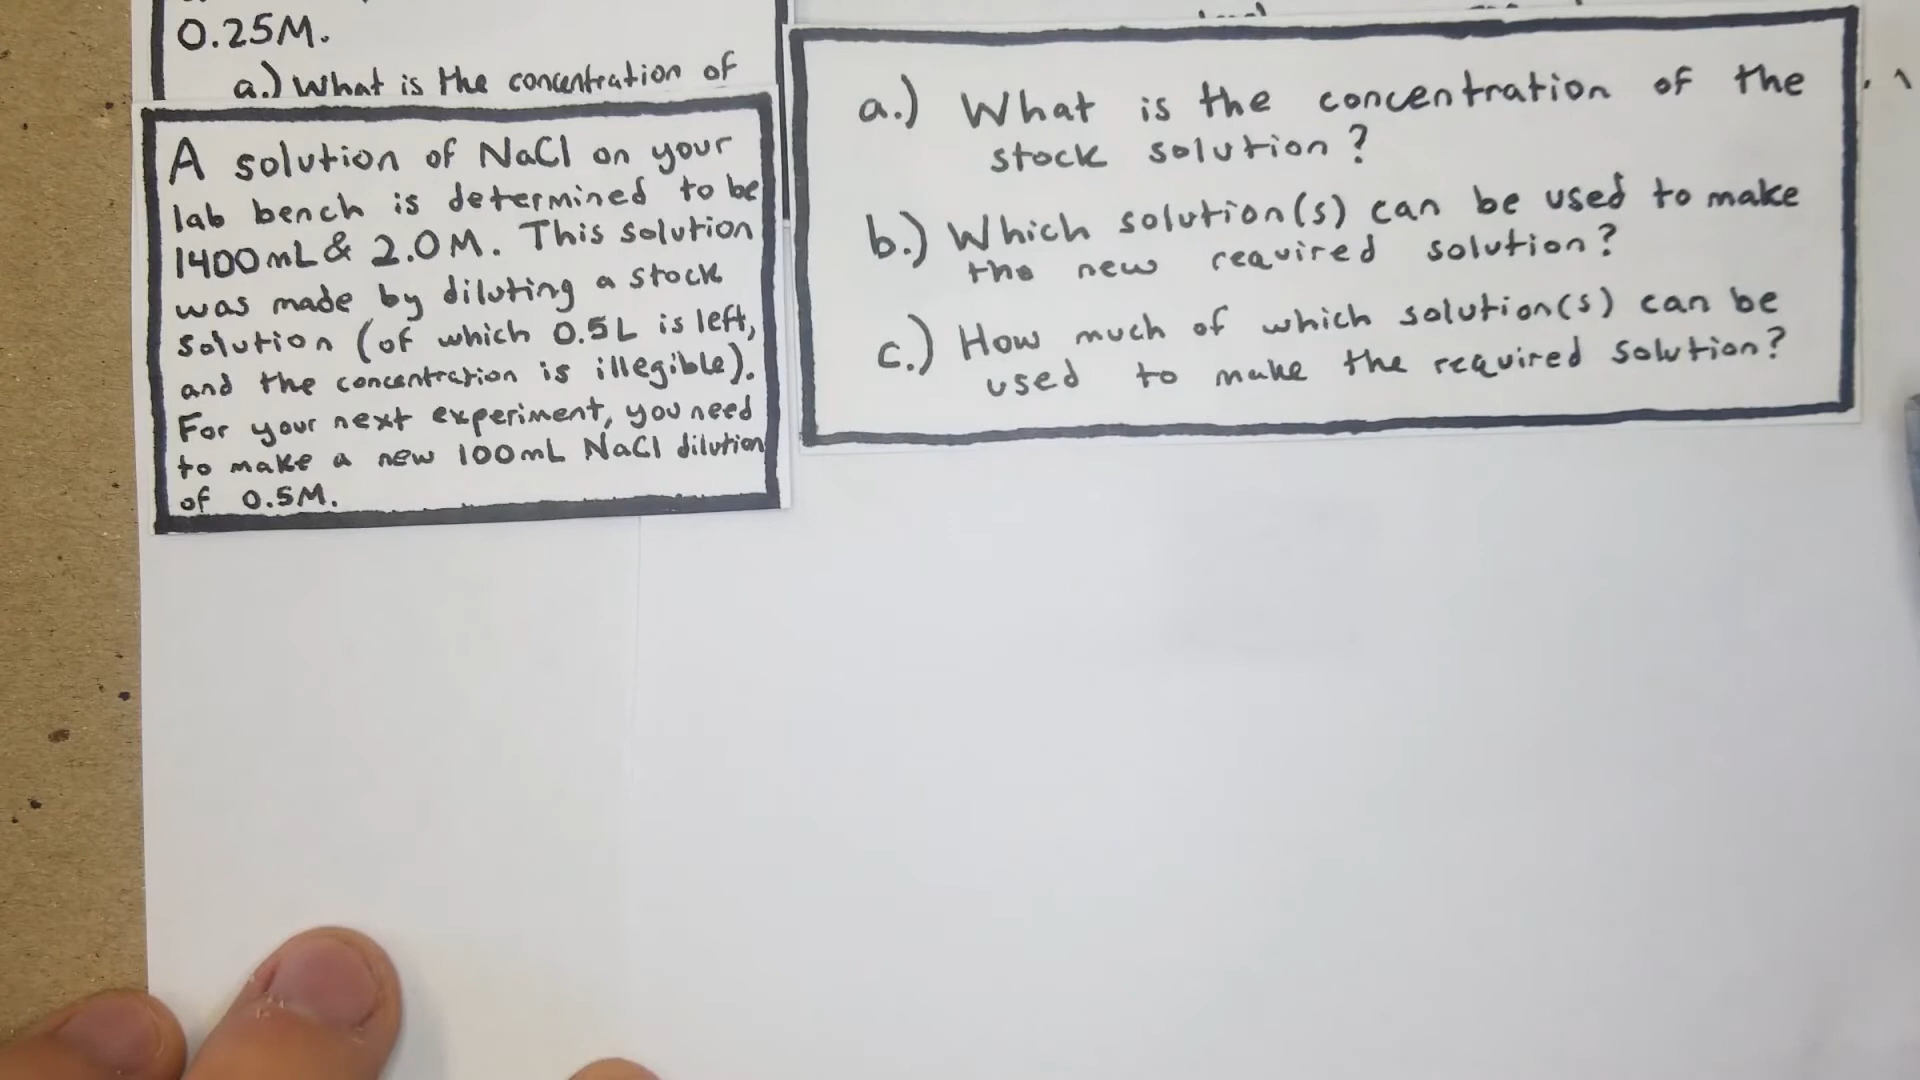 0.25M.
a.) What is the concentration of
A solution of NaCl on your
lab bench is determined to be
1400mL & 2.0M. This solution
was made by diluting a stock
solution (of which 0.5L is left,
and the concentration is illegible).
For your next experiment, you need
to make a new 100mL NaCl dilution
of 0.5M.
a.) What is the concentration of the
stock solution?
b.) Which solution(s) can be used to make
the new required solution?
c.) How much of which solution(s) can be
used to make the required solution?